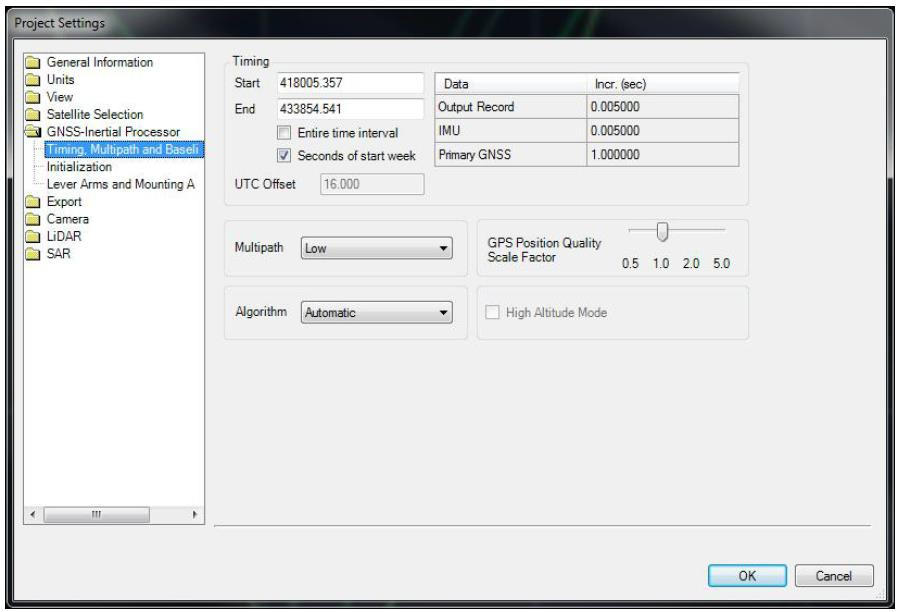 Project Settings
General Information
Units
View
Satellite Selection
GNSS-Inertial Processor
Timing, Multipath and Baseli
Initialization
Lever Arms and Mounting A
Export
Camera
LiDAR
SAR
Timing
Start 418005.357
End 433854.541
Entire time interval
Seconds of start week
UTC Offset 16.000
Data Incr. (sec)
Output Record 0.005000
IMU 0.005000
Primary GNSS 1.000000
Multipath Low
GPS Position Quality
Scale Factor
0.5 1.0 2.0 5.0
Algorithm Automatic
High Altitude Mode
OK Cancel